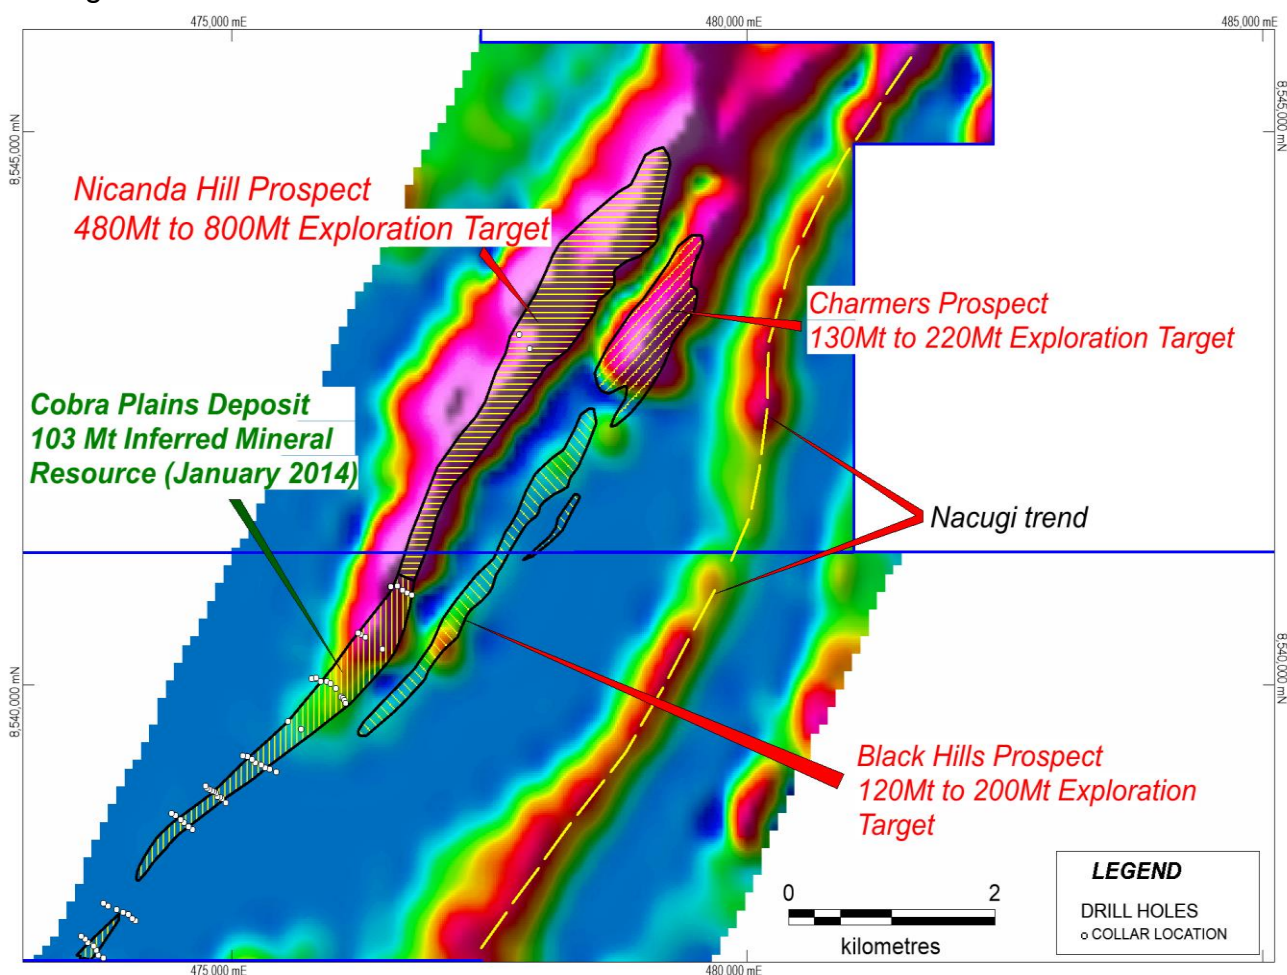 475,000 mE
480,000 mE
485,000 mE
8,545,000 mN
8,545,000 mN
Nicanda Hill Prospect
480Mt to 800Mt Exploration Target
Charmers Prospect
130Mt to 220Mt Exploration Target
Cobra Plains Deposit
103 Mt Inferred Mineral
Resource (January 2014)
Nacugi trend
8,540,000 mN
8,540,000 mN
Black Hills Prospect
120Mt to 200Mt Exploration
Target
0
2
kilometres
LEGEND
DRILL HOLES
COLLAR LOCATION
475,000 mE
480,000 mE